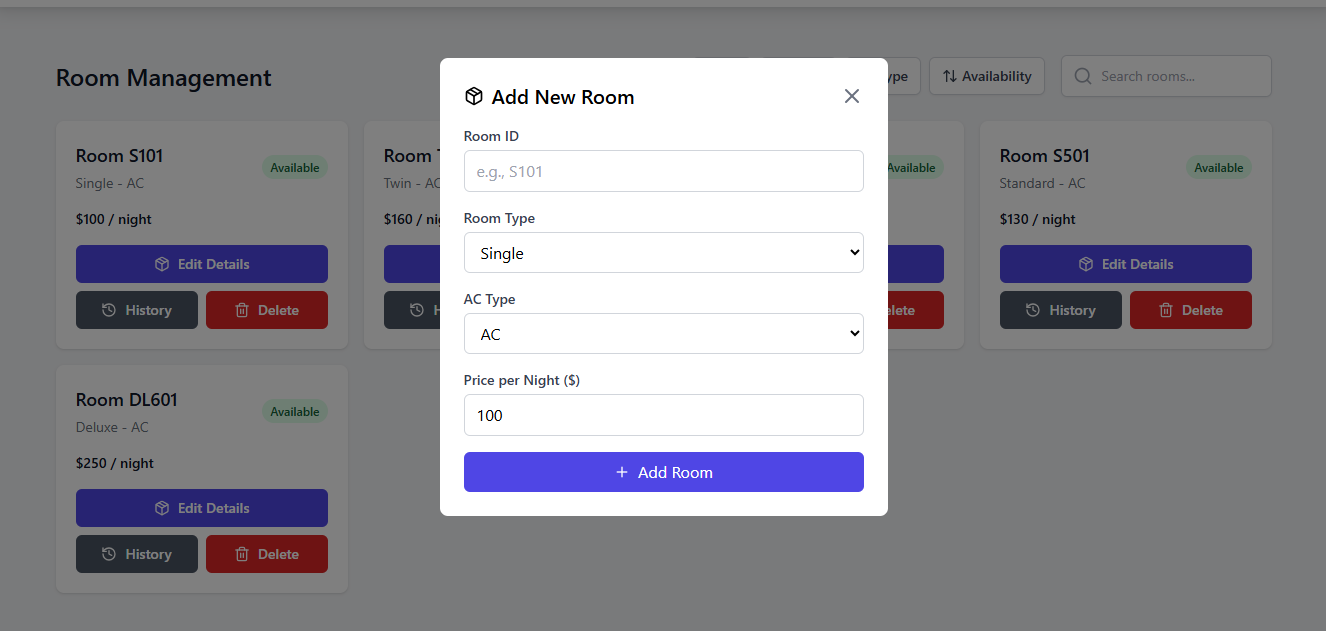 Room Management
ype
Availability
Search rooms...
Add New Room
Room ID
e.g., S101
Room Type
Single
AC Type
AC
Price per Night ($)
100
Add Room
Room S101
Available
Single - AC
$100 / night
Edit Details
History
Delete
Room
Twin - AC
$160 /
Available
Room S501
Available
Standard - AC
$130 / night
Edit Details
History
Delete
Room DL601
Available
Deluxe - AC
$250 / night
Edit Details
History
Delete